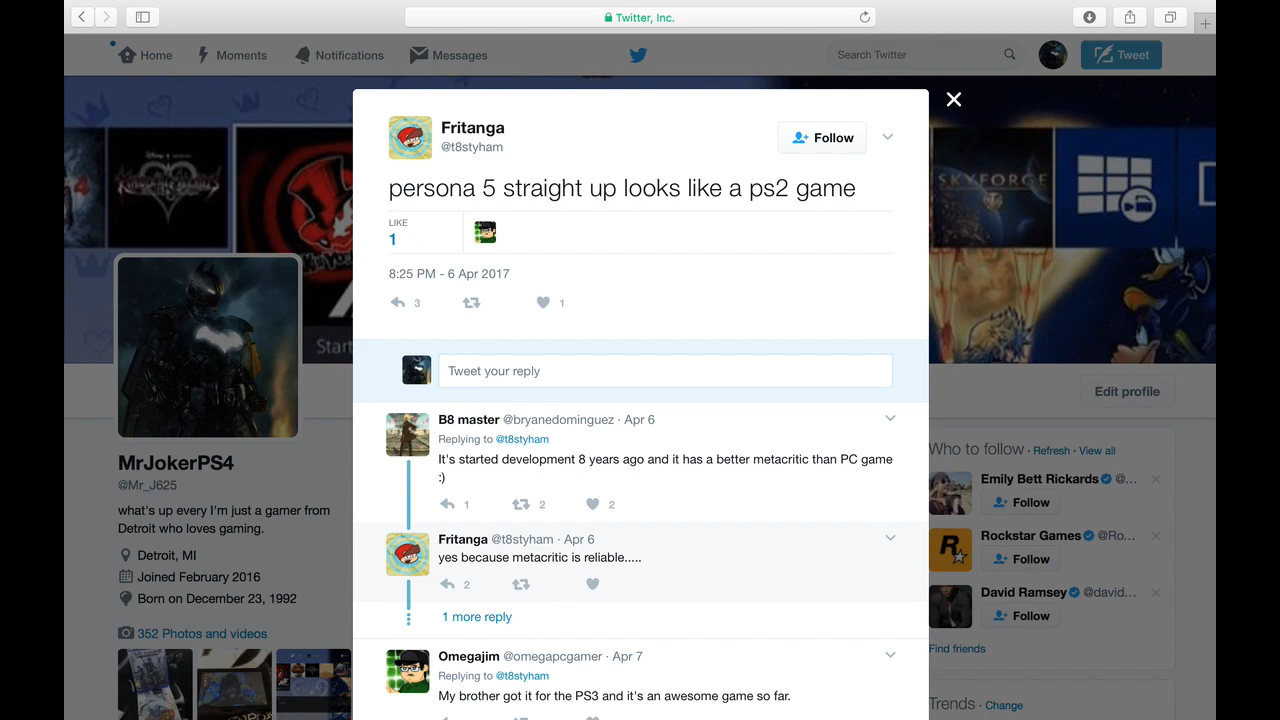 Twitter, Inc.
Home
Moments
Notifications
Messages
Search Twitter
Tweet
Fritanga
@t8styham
Follow
persona 5 straight up looks like a ps2 game
LIKE
1
8:25 PM - 6 Apr 2017
3
1
Tweet your reply
B8 master @bryanedominguez · Apr 6
Replying to @t8styham
It's started development 8 years ago and it has a better metacritic than PC game
:)
1 2 2
Fritanga @t8styham · Apr 6
yes because metacritic is reliable.....
2
1 more reply
Omegajim @omegapcgamer · Apr 7
Replying to @t8styham
My brother got it for the PS3 and it's an awesome game so far.
MrJokerPS4
@Mr_J625
what's up every I'm just a gamer from
Detroit who loves gaming.
Detroit, MI
Joined February 2016
Born on December 23, 1992
352 Photos and videos
KINGDOM HEARTS
Start
SKYFORGE
Edit profile
Who to follow · Refresh · View all
Emily Bett Rickards @...
Follow
Rockstar Games @Ro...
Follow
David Ramsey @david...
Follow
Find friends
Trends · Change